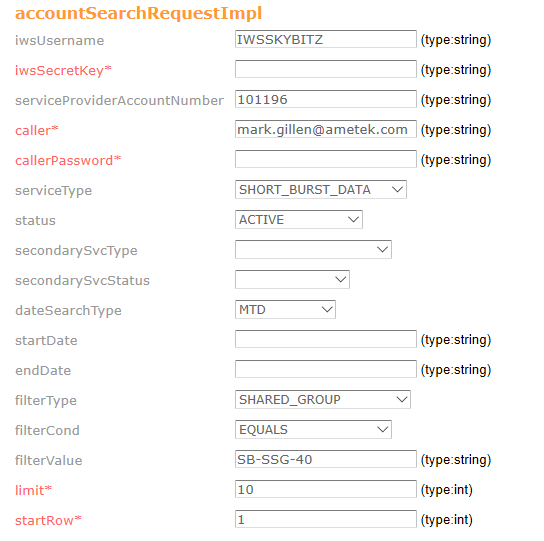 accountSearchRequestImpl
iwsUsername IWSSKYBITZ (type:string)
iwsSecretKey* (type:string)
serviceProviderAccountNumber 101196 (type:string)
caller* mark.gillen@ametek.com (type:string)
callerPassword* (type:string)
serviceType SHORT_BURST_DATA
status ACTIVE
secondarySvcType
secondarySvcStatus
dateSearchType MTD
startDate (type:string)
endDate (type:string)
filterType SHARED_GROUP
filterCond EQUALS
filterValue SB-SSG-40 (type:string)
limit* 10 (type:int)
startRow* 1 (type:int)